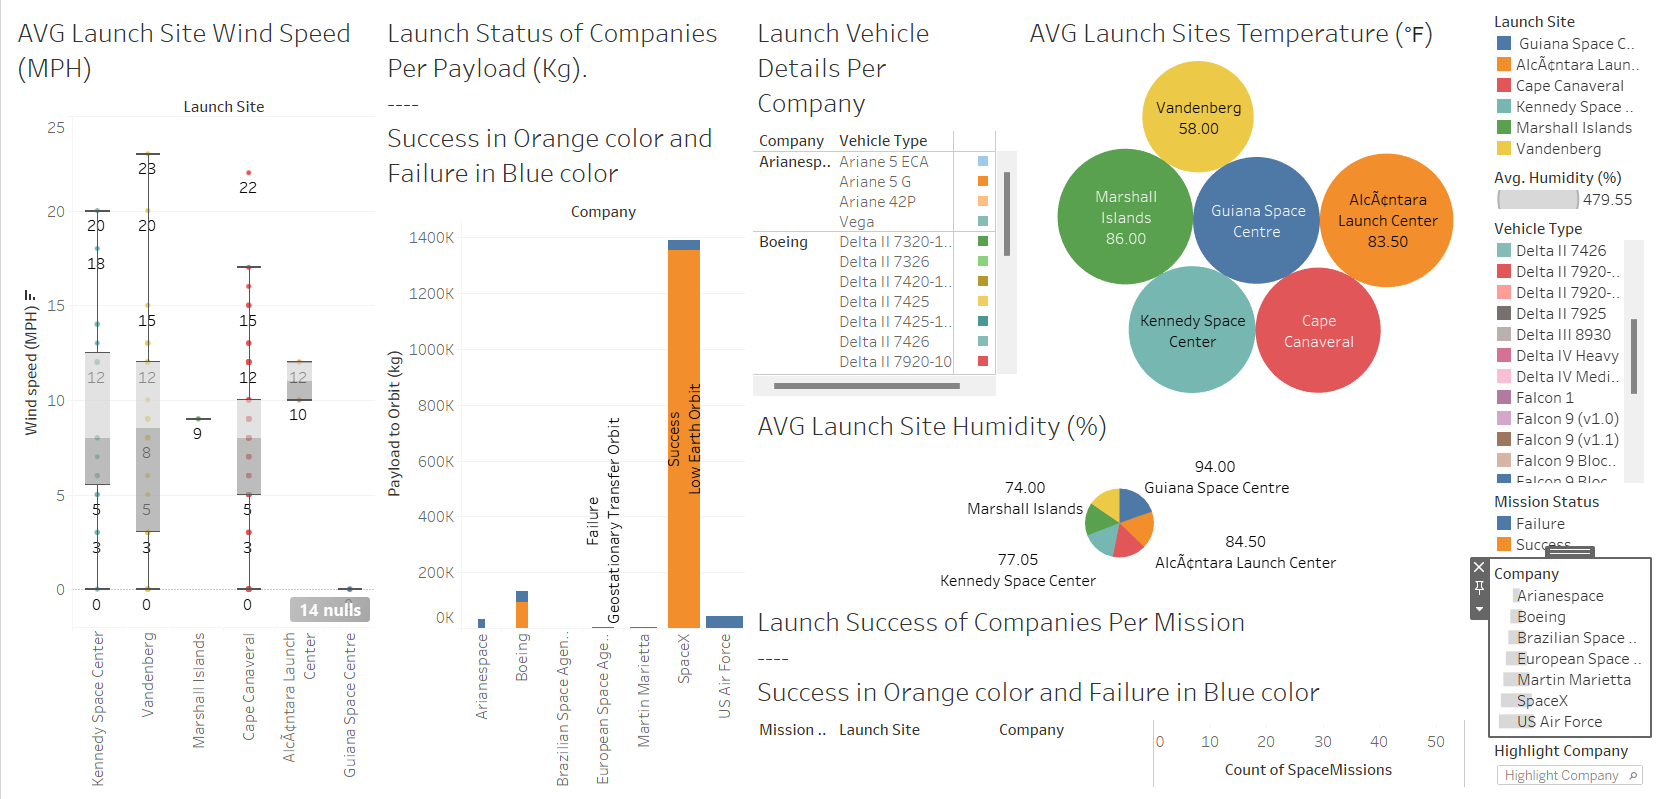 AVG Launch Site Wind Speed
(MPH)
Launch Site
Wind speed (MPH)
25
20
15
10
5
0
20
18
12
5
3
0
23
20
15
12
8
5
3
0
9
22
15
12
5
3
0
12
10
14 nulls
Kennedy Space Center
Vandenberg
Marshall Islands
Cape Canaveral
AlcÃ¢ntara Launch
Center
Guiana Space Centre
Launch Status of Companies
Per Payload (Kg).
----
Success in Orange color and
Failure in Blue color
Company
Payload to Orbit (kg)
1400K
1200K
1000K
800K
600K
400K
200K
0K
Failure
Geostationary Transfer Orbit
Success
Low Earth Orbit
Arianespace
Boeing
Brazilian Space Agen..
European Space Age..
Martin Marietta
SpaceX
US Air Force
Launch Vehicle
Details Per
Company
Company Vehicle Type
Arianesp.. Ariane 5 ECA
Ariane 5 G
Ariane 42P
Vega
Boeing Delta II 7320-1..
Delta II 7326
Delta II 7420-1..
Delta II 7425
Delta II 7425-1..
Delta II 7426
Delta II 7920-10
AVG Launch Sites Temperature (°F)
Vandenberg
58.00
Marshall
Islands
86.00
Guiana Space
Centre
AlcÃ¢ntara
Launch Center
83.50
Kennedy Space
Center
Cape
Canaveral
AVG Launch Site Humidity (%)
94.00
Guiana Space Centre
74.00
Marshall Islands
84.50
AlcÃ¢ntara Launch Center
77.05
Kennedy Space Center
Launch Success of Companies Per Mission
----
Success in Orange color and Failure in Blue color
Mission .. Launch Site Company
0 10 20 30 40 50
Count of SpaceMissions
Launch Site
Guiana Space C..
AlcÃ¢ntara Laun..
Cape Canaveral
Kennedy Space ..
Marshall Islands
Vandenberg
Avg. Humidity (%)
479.55
Vehicle Type
Delta II 7426
Delta II 7920-..
Delta II 7920-..
Delta II 7925
Delta III 8930
Delta IV Heavy
Delta IV Medi..
Falcon 1
Falcon 9 (v1.0)
Falcon 9 (v1.1)
Falcon 9 Bloc..
Falcon 9 Bloc..
Mission Status
Failure
Success
Company
Arianespace
Boeing
Brazilian Space ..
European Space ..
Martin Marietta
SpaceX
US Air Force
Highlight Company
Highlight Company